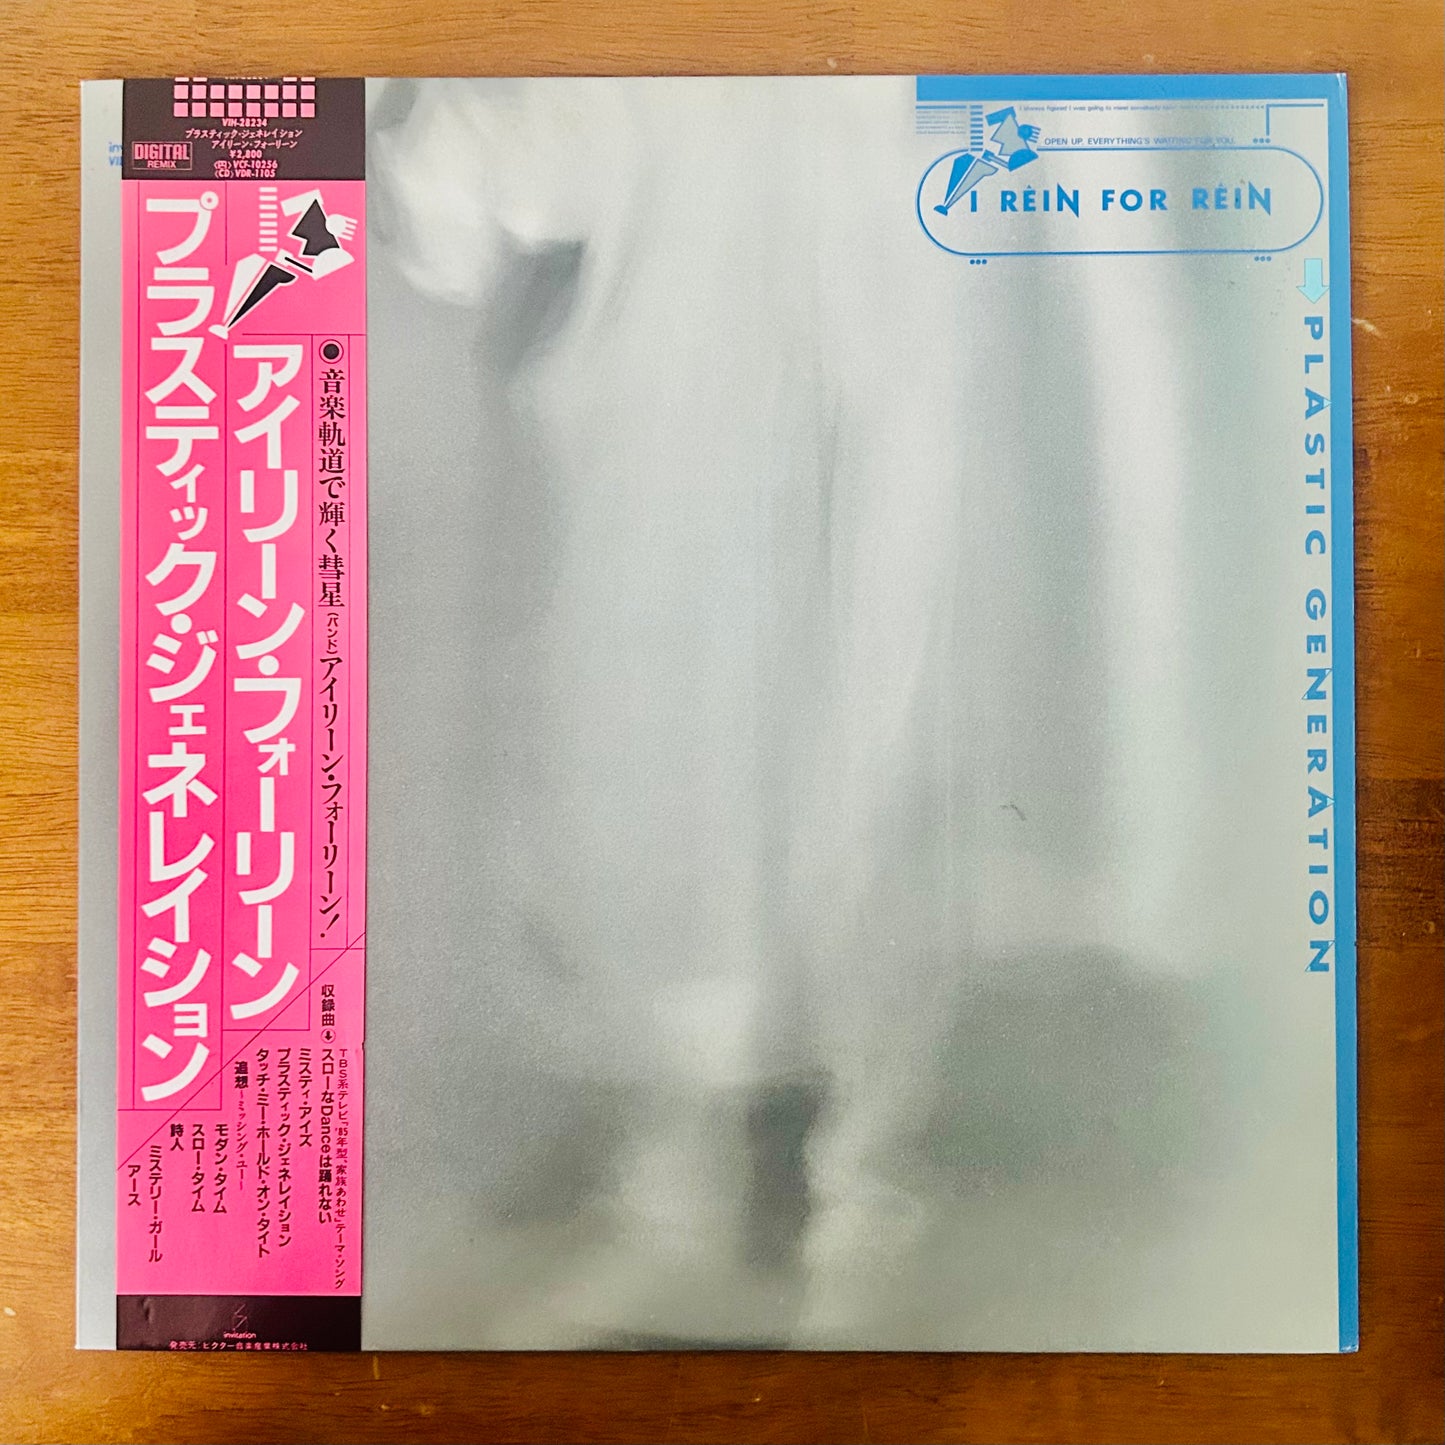 VIH-28234
プラスティック・ジェネレイション
アイリーン・フォーリーン
¥2,800
DIGITAL
REMIX
(円) VCF-10256
(CD) VDR-1105
プラスティック・ジェネレイション
アイリーン・フォーリーン
◉音楽軌道で輝く彗星(バンド)アイリーン・フォーリーン!
収録曲
TBS系テレビ「'85年型、家族あわせ」テーマ・ソング
スローなDanceは踊れない
ミスティ・アイズ
プラスティック・ジェネレイション
タッチ・ミー・ホールド・オン・タイト
追想〜ミッシング・ユー〜
モダン・タイム
スロー・タイム
詩人
ミステリー・ガール
アース
invitation
発売元:ビクター音楽産業株式会社
I always figured I was going to meet somebody
OPEN UP, EVERYTHING'S WAITING FOR YOU.
I RÊIN FOR RÊIN
PLASTIC GENERATION